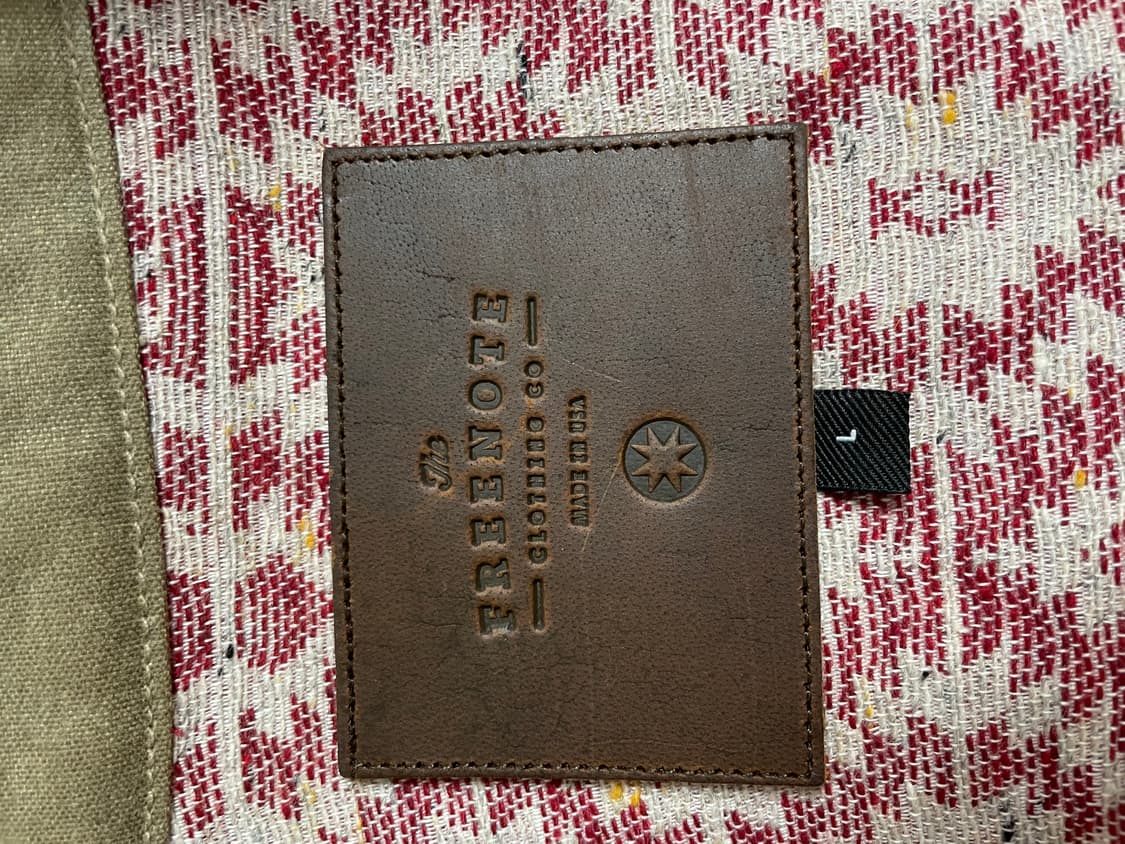 The
FREENOTE
CLOTHING CO
MADE IN USA
L